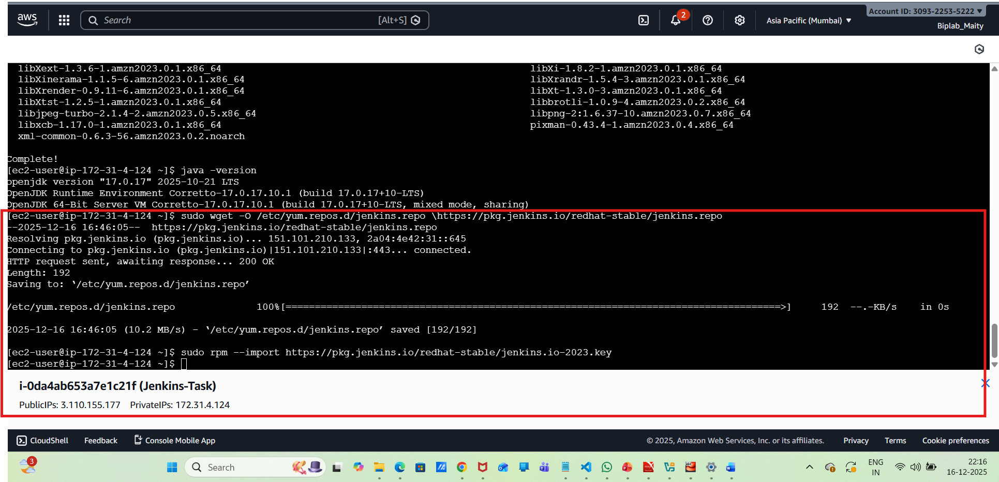 aws
Search [Alt+S]
2
Asia Pacific (Mumbai) ▼
Account ID: 3093-2253-5222 ▼
Biplab_Maity
libXext-1.3.6-1.amzn2023.0.1.x86_64 libXi-1.8.2-1.amzn2023.0.1.x86_64
libXinerama-1.1.5-6.amzn2023.0.1.x86_64 libXrandr-1.5.4-3.amzn2023.0.1.x86_64
libXrender-0.9.11-6.amzn2023.0.1.x86_64 libXt-1.3.0-3.amzn2023.0.1.x86_64
libXtst-1.2.5-1.amzn2023.0.1.x86_64 libbrotli-1.0.9-4.amzn2023.0.2.x86_64
libjpeg-turbo-2.1.4-2.amzn2023.0.5.x86_64 libpng-2:1.6.37-10.amzn2023.0.7.x86_64
libxcb-1.17.0-1.amzn2023.0.1.x86_64 pixman-0.43.4-1.amzn2023.0.4.x86_64
xml-common-0.6.3-56.amzn2023.0.2.noarch
Complete!
[ec2-user@ip-172-31-4-124 ~]$ java -version
openjdk version "17.0.17" 2025-10-21 LTS
OpenJDK Runtime Environment Corretto-17.0.17.10.1 (build 17.0.17+10-LTS)
OpenJDK 64-Bit Server VM Corretto-17.0.17.10.1 (build 17.0.17+10-LTS, mixed mode, sharing)
[ec2-user@ip-172-31-4-124 ~]$ sudo wget -O /etc/yum.repos.d/jenkins.repo \https://pkg.jenkins.io/redhat-stable/jenkins.repo
--2025-12-16 16:46:05-- https://pkg.jenkins.io/redhat-stable/jenkins.repo
Resolving pkg.jenkins.io (pkg.jenkins.io)... 151.101.210.133, 2a04:4e42:31::645
Connecting to pkg.jenkins.io (pkg.jenkins.io)|151.101.210.133|:443... connected.
HTTP request sent, awaiting response... 200 OK
Length: 192
Saving to: ‘/etc/yum.repos.d/jenkins.repo’
/etc/yum.repos.d/jenkins.repo 100%[=====================================================================================>] 192 --.-KB/s in 0s
2025-12-16 16:46:05 (10.2 MB/s) - ‘/etc/yum.repos.d/jenkins.repo’ saved [192/192]
[ec2-user@ip-172-31-4-124 ~]$ sudo rpm --import https://pkg.jenkins.io/redhat-stable/jenkins.io-2023.key
[ec2-user@ip-172-31-4-124 ~]$
i-0da4ab653a7e1c21f (Jenkins-Task)
PublicIPs: 3.110.155.177 PrivateIPs: 172.31.4.124
CloudShell Feedback Console Mobile App © 2025, Amazon Web Services, Inc. or its affiliates. Privacy Terms Cookie preferences
3
Search
ENG
IN
22:16
16-12-2025